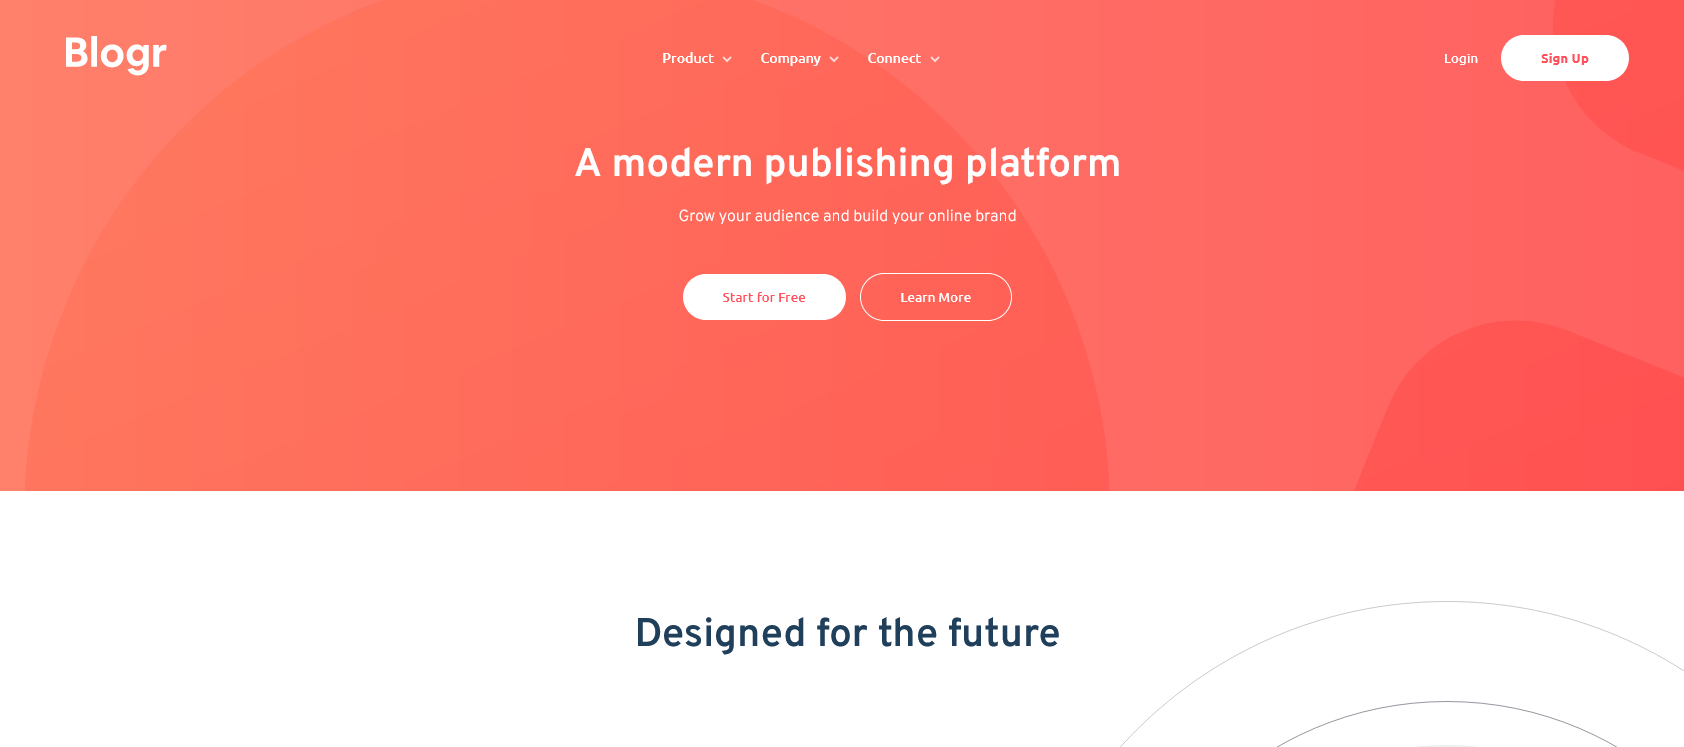 Blogr
Product
Company
Connect
Login
Sign Up
A modern publishing platform
Grow your audience and build your online brand
Start for Free
Learn More
Designed for the future